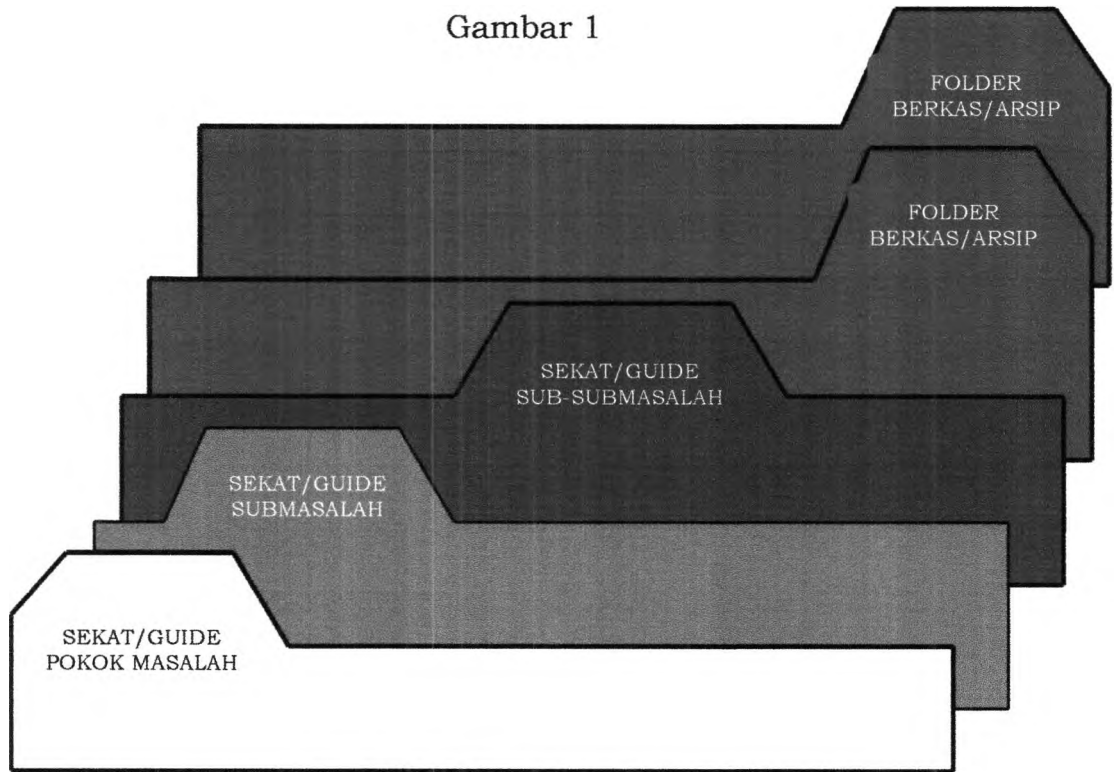 Gambar 1
FOLDER
BERKAS/ARSIP
FOLDER
BERKAS/ARSIP
SEKAT/GUIDE
SUB-SUBMASALAH
SEKAT/GUIDE
SUBMASALAH
SEKAT/GUIDE
POKOK MASALAH